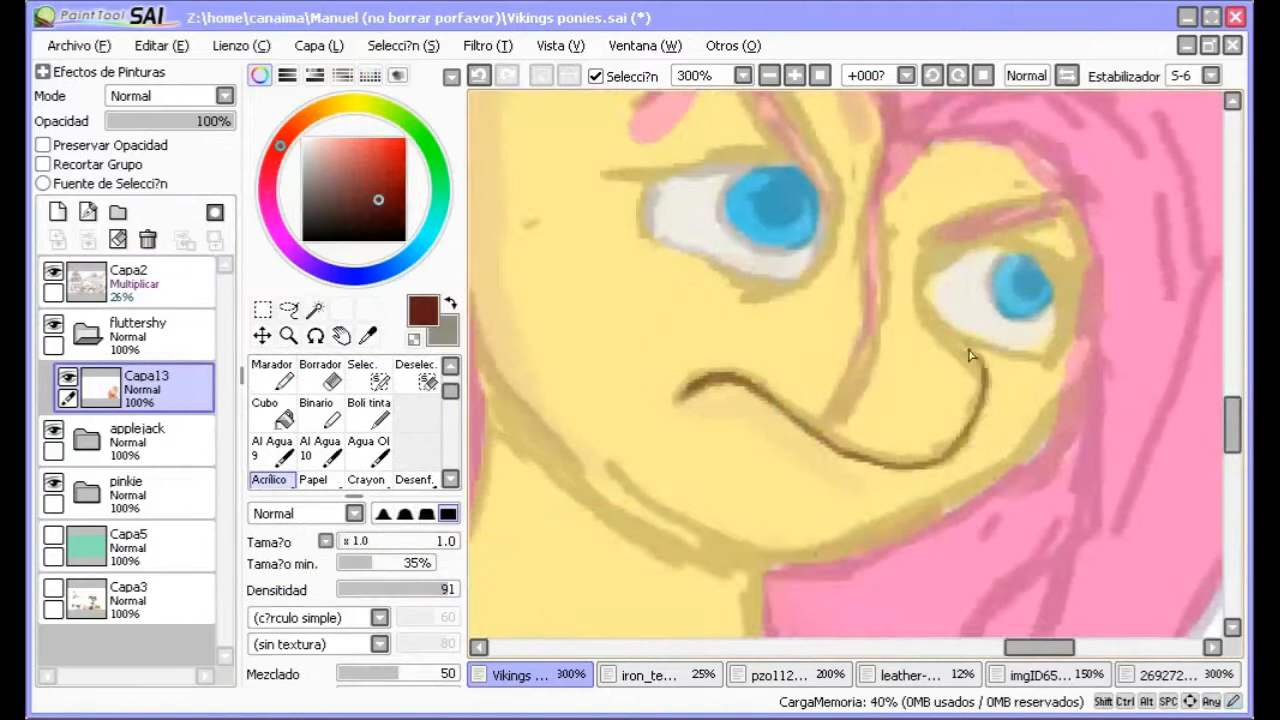 PaintTool SAI Z:\home\canaima\Manuel (no borrar porfavor)\Vikings ponies.sai (*)
Archivo (F) Editar (E) Lienzo (C) Capa (L) Selecci?n (S) Filtro (T) Vista (V) Ventana (W) Otros (O)
Efectos de Pinturas
Mode Normal
Opacidad 100%
Preservar Opacidad
Recortar Grupo
Fuente de Selecci?n
Capa2
Multiplicar
26%
fluttershy
Normal
100%
Capa13
Normal
100%
applejack
Normal
100%
pinkie
Normal
100%
Capa5
Normal
100%
Capa3
Normal
100%
Selecci?n 300% +000? Normal Estabilizador S-6
Marador Borrador Selec. Deselec.
Cubo Binario Boli tinta
Al Agua 9 Al Agua 10 Agua Ol
Acrílico Papel Crayon Desenf.
Normal
Tama?o x 1.0 1.0
Tama?o min. 35%
Densitidad 91
(c?rculo simple) 60
(sin textura) 80
Mezclado 50
Vikings ... 300% iron_te... 25% pzo112... 200% leather-... 12% imgID65... 150% 269272... 300%
CargaMemoria: 40% (0MB usados / 0MB reservados) Shift Ctrl Alt SPC Any